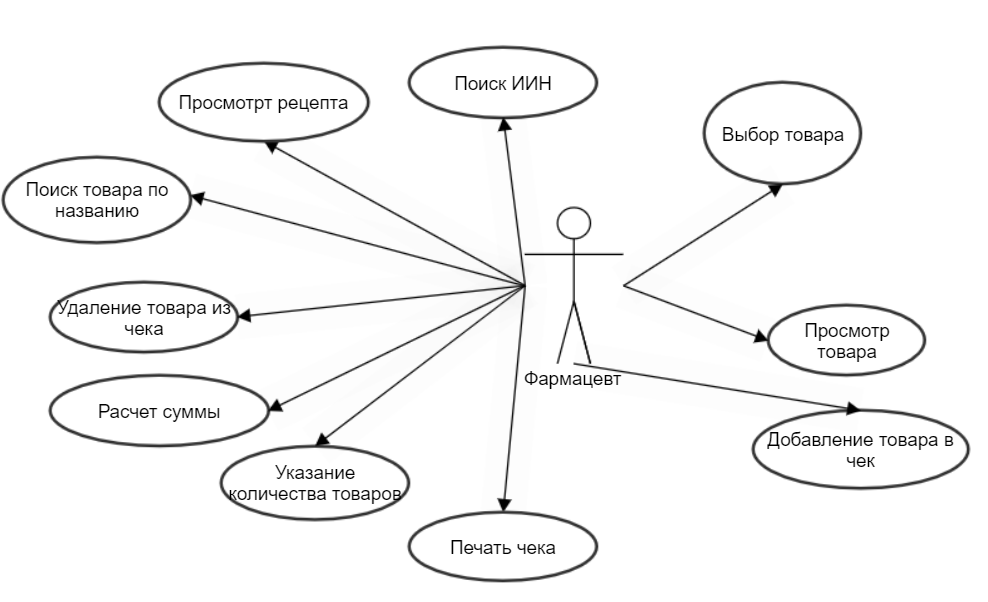 Поиск ИИН
Просмотрт рецепта
Выбор товара
Поиск товара по
названию
Удаление товара из
чека
Просмотр
товара
Фармацевт
Расчет суммы
Добавление товара в
чек
Указание
количества товаров
Печать чека